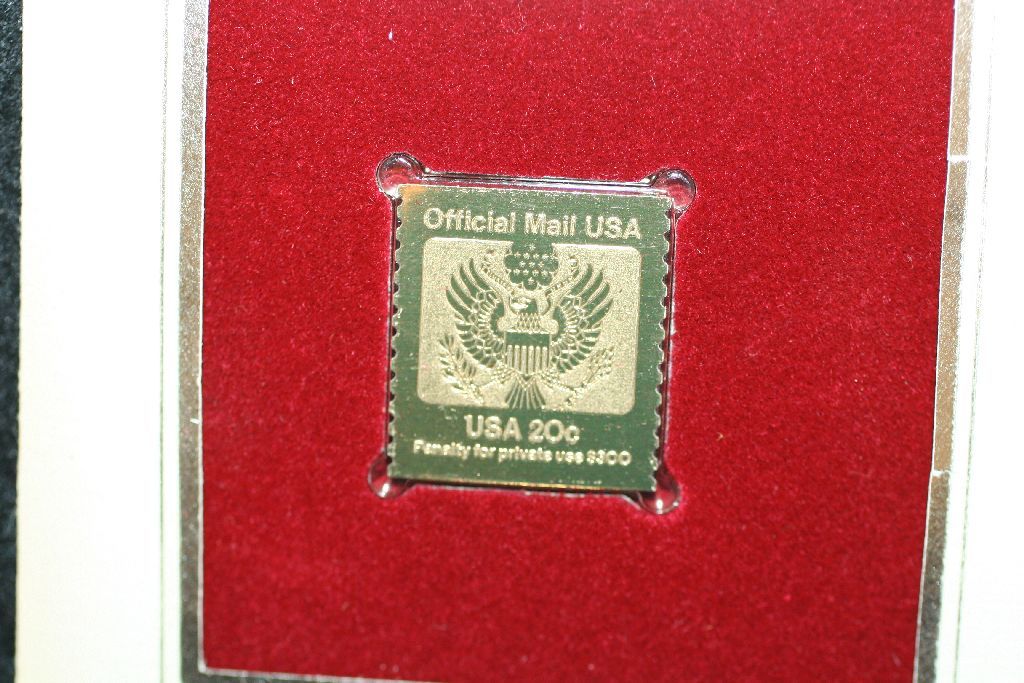 Official Mail USA
USA 20c
Penalty for private use $300